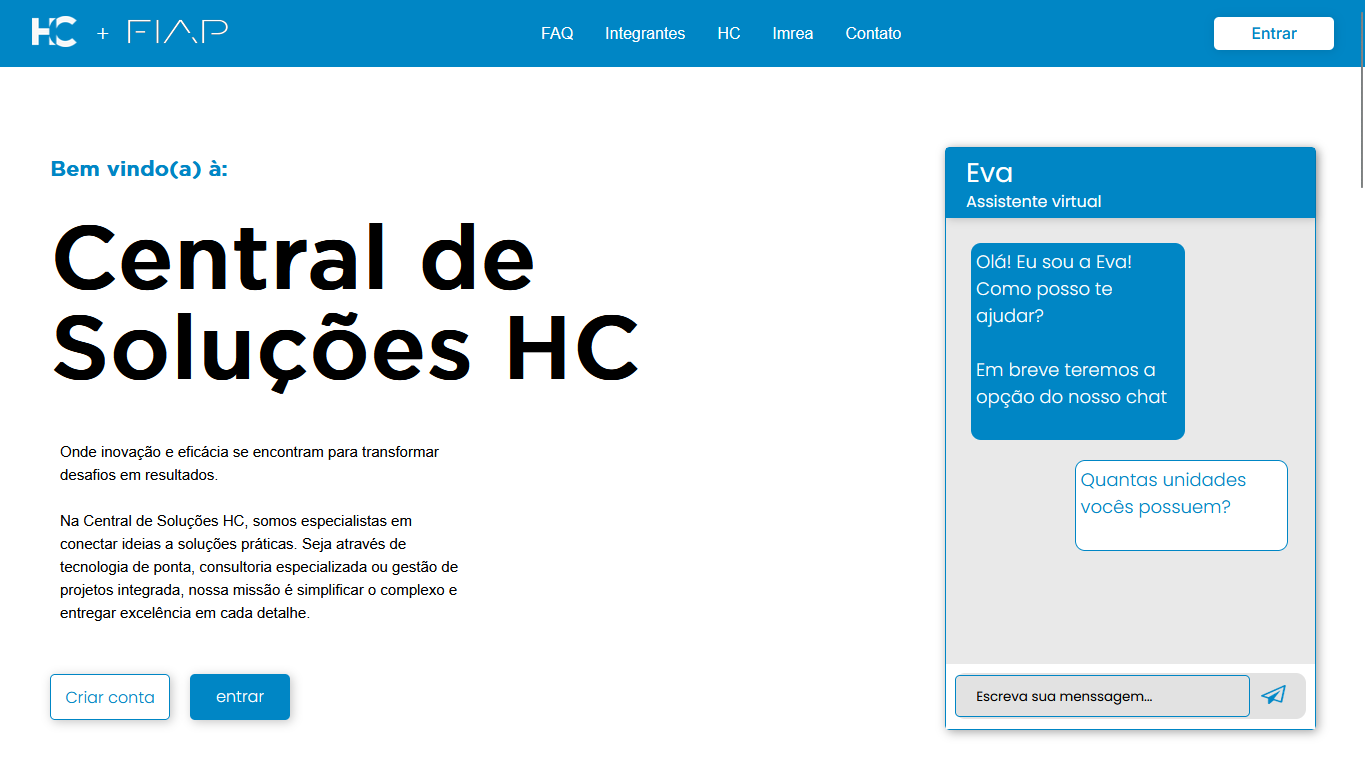 HC + FIAP
FAQ
Integrantes
HC
Imrea
Contato
Entrar
Bem vindo(a) à:
Central de
Soluções HC
Onde inovação e eficácia se encontram para transformar
desafios em resultados.
Na Central de Soluções HC, somos especialistas em
conectar ideias a soluções práticas. Seja através de
tecnologia de ponta, consultoria especializada ou gestão de
projetos integrada, nossa missão é simplificar o complexo e
entregar excelência em cada detalhe.
Criar conta
entrar
Eva
Assistente virtual
Olá! Eu sou a Eva!
Como posso te
ajudar?
Em breve teremos a
opção do nosso chat
Quantas unidades
vocês possuem?
Escreva sua menssagem...